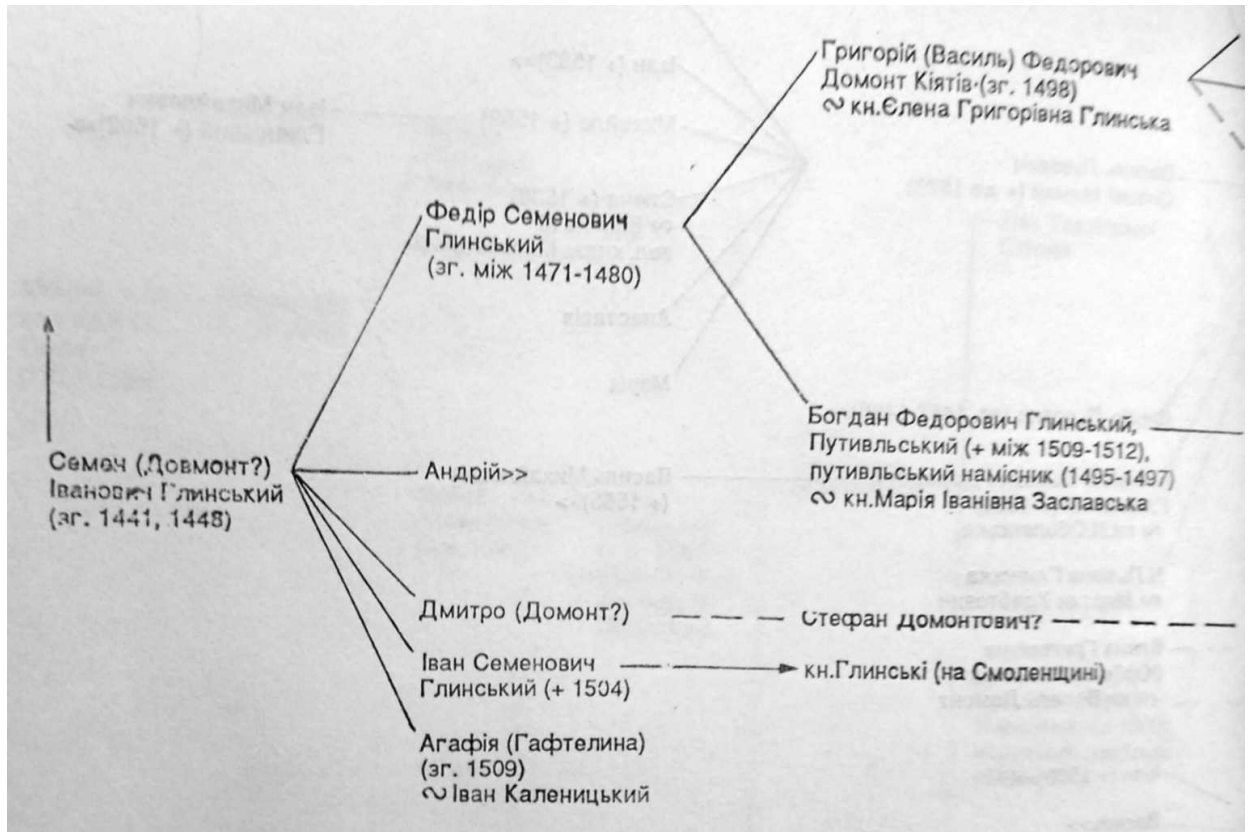 Григорій (Василь) Федорович
Домонт Кіятів (зг. 1498)
∾ кн.Єлена Григорівна Глинська
Федір Семенович
Глинський
(зг. між 1471-1480)
Богдан Федорович Глинський,
Путивльський (+ між 1509-1512),
путивльський намісник (1495-1497)
∾ кн.Марія Іванівна Заславська
Семен (Довмонт?)
Іванович Глинський
(зг. 1441, 1448)
Андрій>>
Дмитро (Домонт?)
Стефан Домонтович?
Іван Семенович
Глинський (+ 1504)
кн.Глинські (на Смоленщині)
Агафія (Гафтелина)
(зг. 1509)
∾ Іван Каленицький